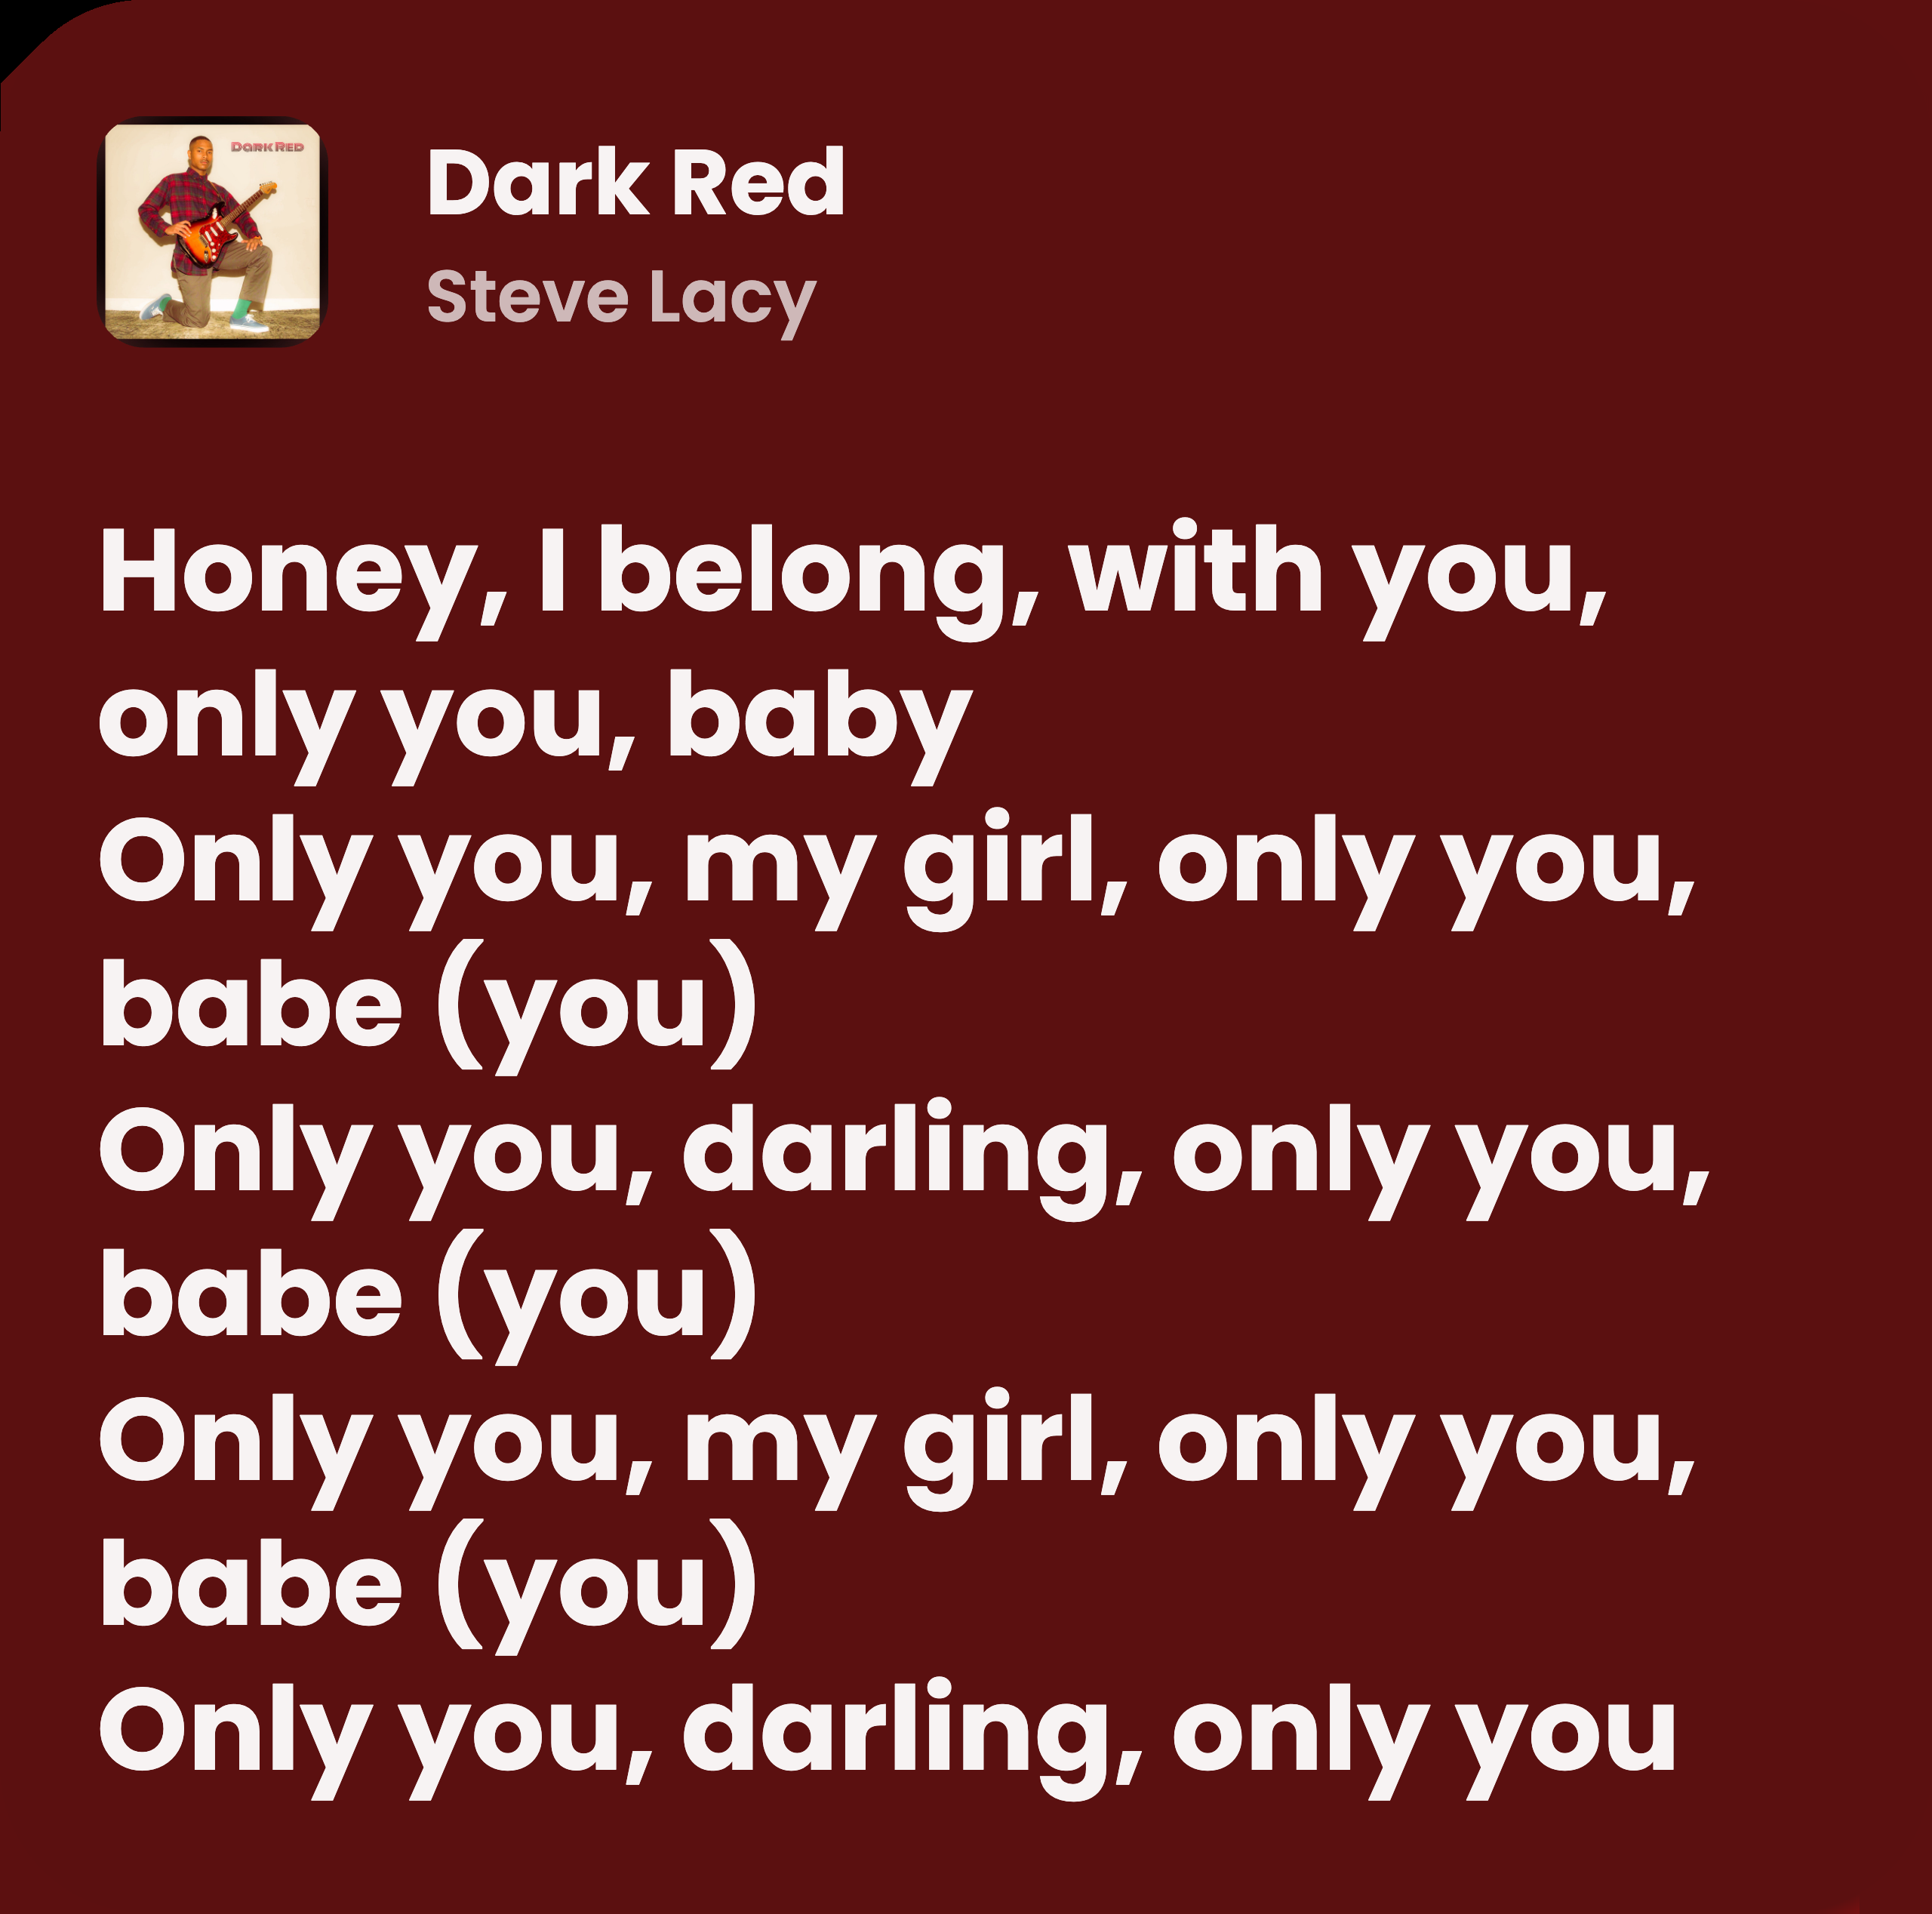 DARK RED
Dark Red
Steve Lacy
Honey, I belong, with you,
only you, baby
Only you, my girl, only you,
babe (you)
Only you, darling, only you,
babe (you)
Only you, my girl, only you,
babe (you)
Only you, darling, only you